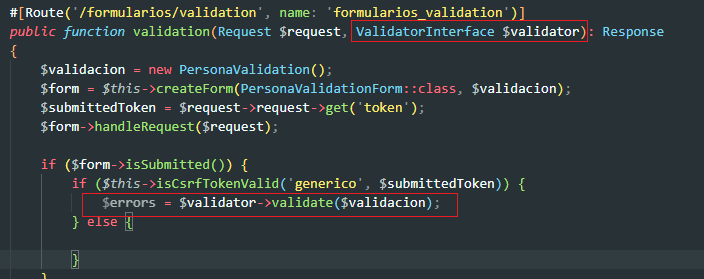 #[Route('/formularios/validation', name: 'formularios_validation')]
public function validation(Request $request, ValidatorInterface $validator): Response
{
    $validacion = new PersonaValidation();
    $form = $this->createForm(PersonaValidationForm::class, $validacion);
    $submittedToken = $request->request->get('token');
    $form->handleRequest($request);

    if ($form->isSubmitted()) {
        if ($this->isCsrfTokenValid('generico', $submittedToken)) {
            $errors = $validator->validate($validacion);
        } else {

        }